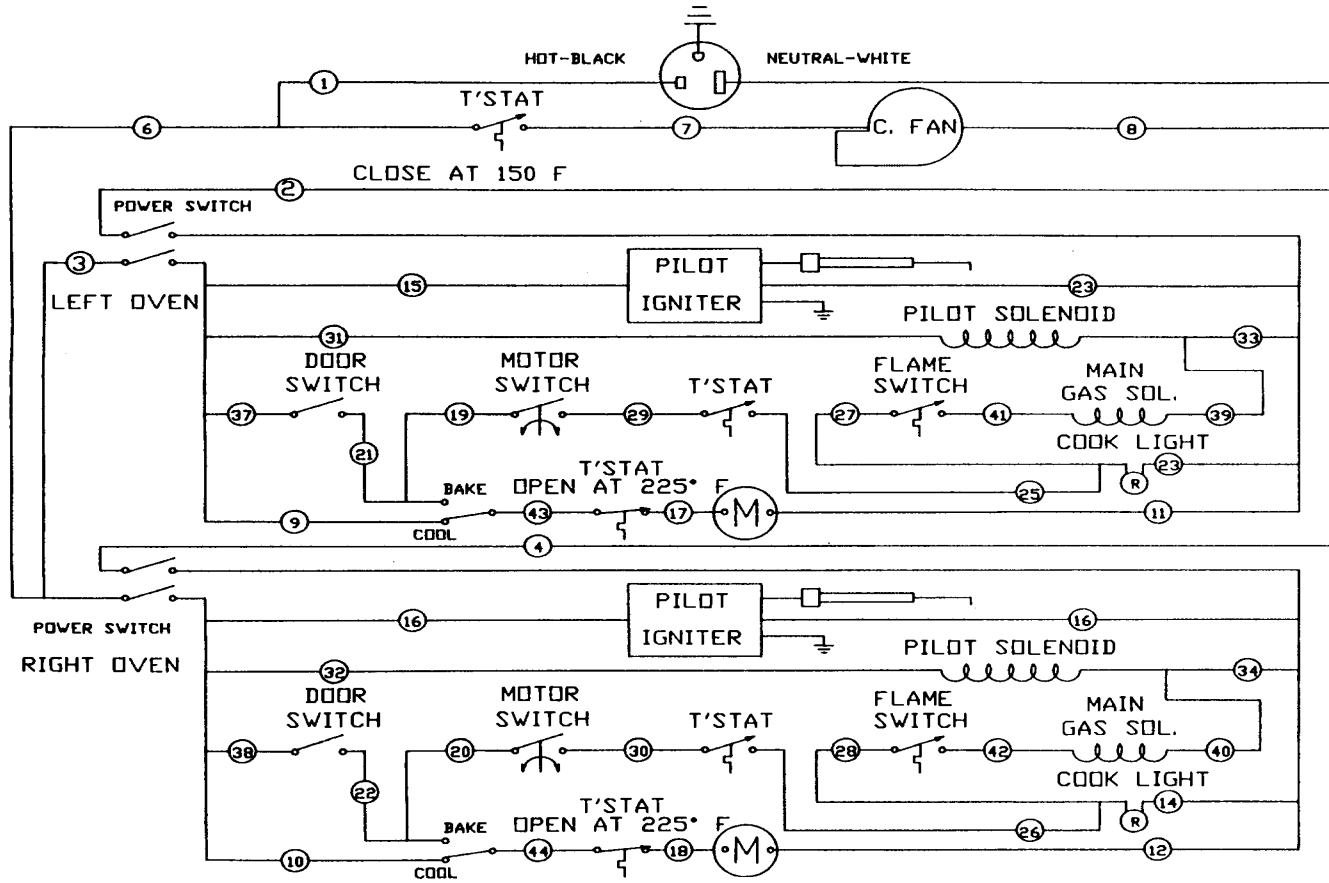 HOT-BLACK NEUTRAL-WHITE
1
T'STAT
6 7 C. FAN 8
CLOSE AT 150 F
2
POWER SWITCH
3
LEFT OVEN
PILOT
IGNITER
15 23
PILOT SOLENOID
31 33
DOOR
SWITCH
MOTOR
SWITCH
T'STAT
FLAME
SWITCH
MAIN
GAS SOL.
37 19 29 27 41 39
COOK LIGHT
21 R 23
T'STAT
BAKE OPEN AT 225° F 25
9 COOL 43 17 M 11
4
POWER SWITCH
RIGHT OVEN
PILOT
IGNITER
16 16
PILOT SOLENOID
32 34
DOOR
SWITCH
MOTOR
SWITCH
T'STAT
FLAME
SWITCH
MAIN
GAS SOL.
38 20 30 28 42 40
COOK LIGHT
22 R 14
T'STAT
BAKE OPEN AT 225° F 26
10 COOL 44 18 M 12